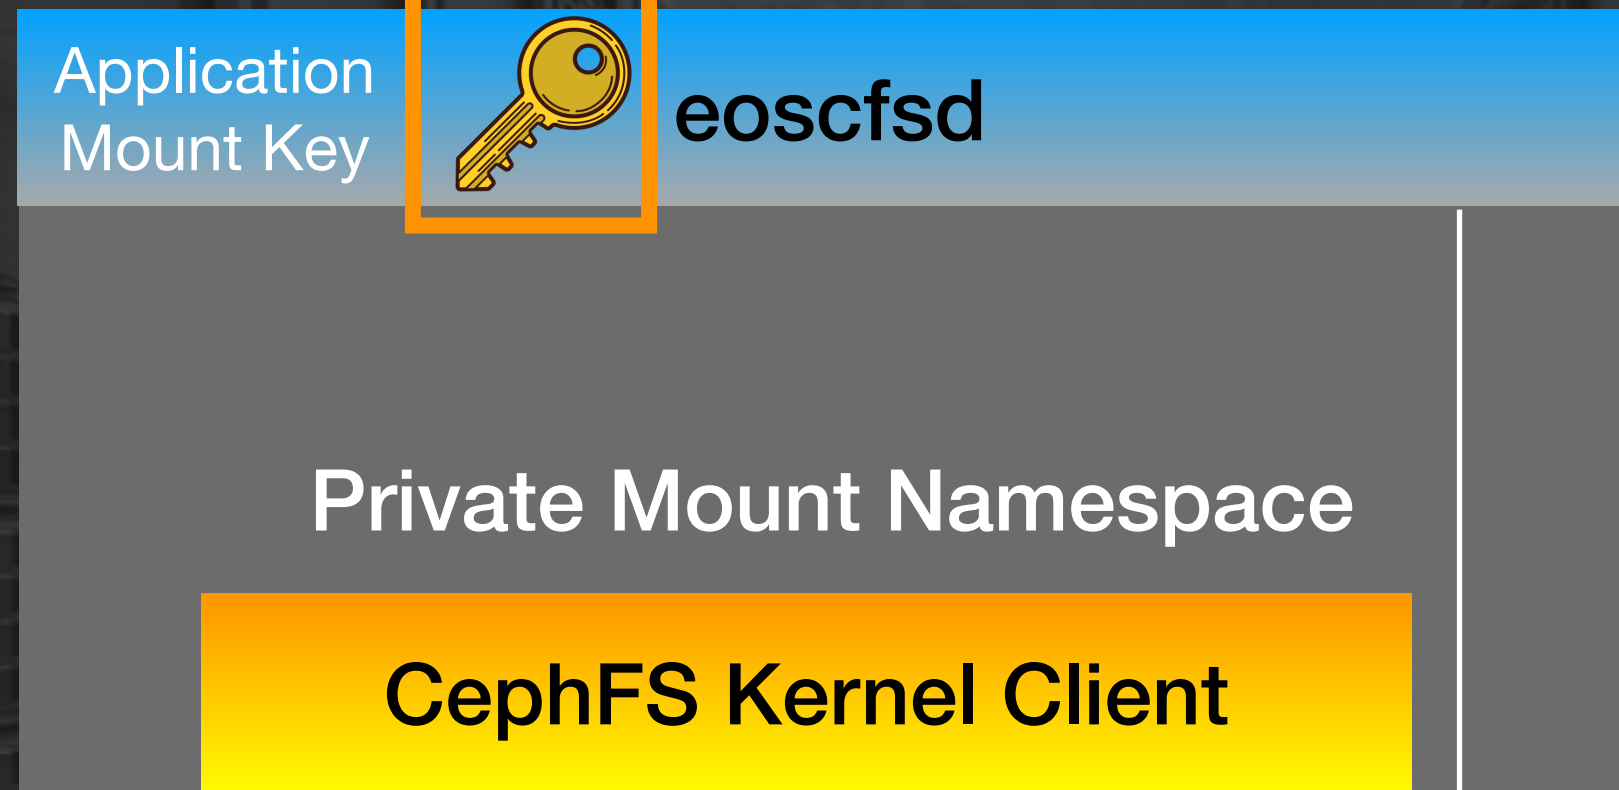 Application
Mount Key
eoscfsd
Private Mount Namespace
CephFS Kernel Client